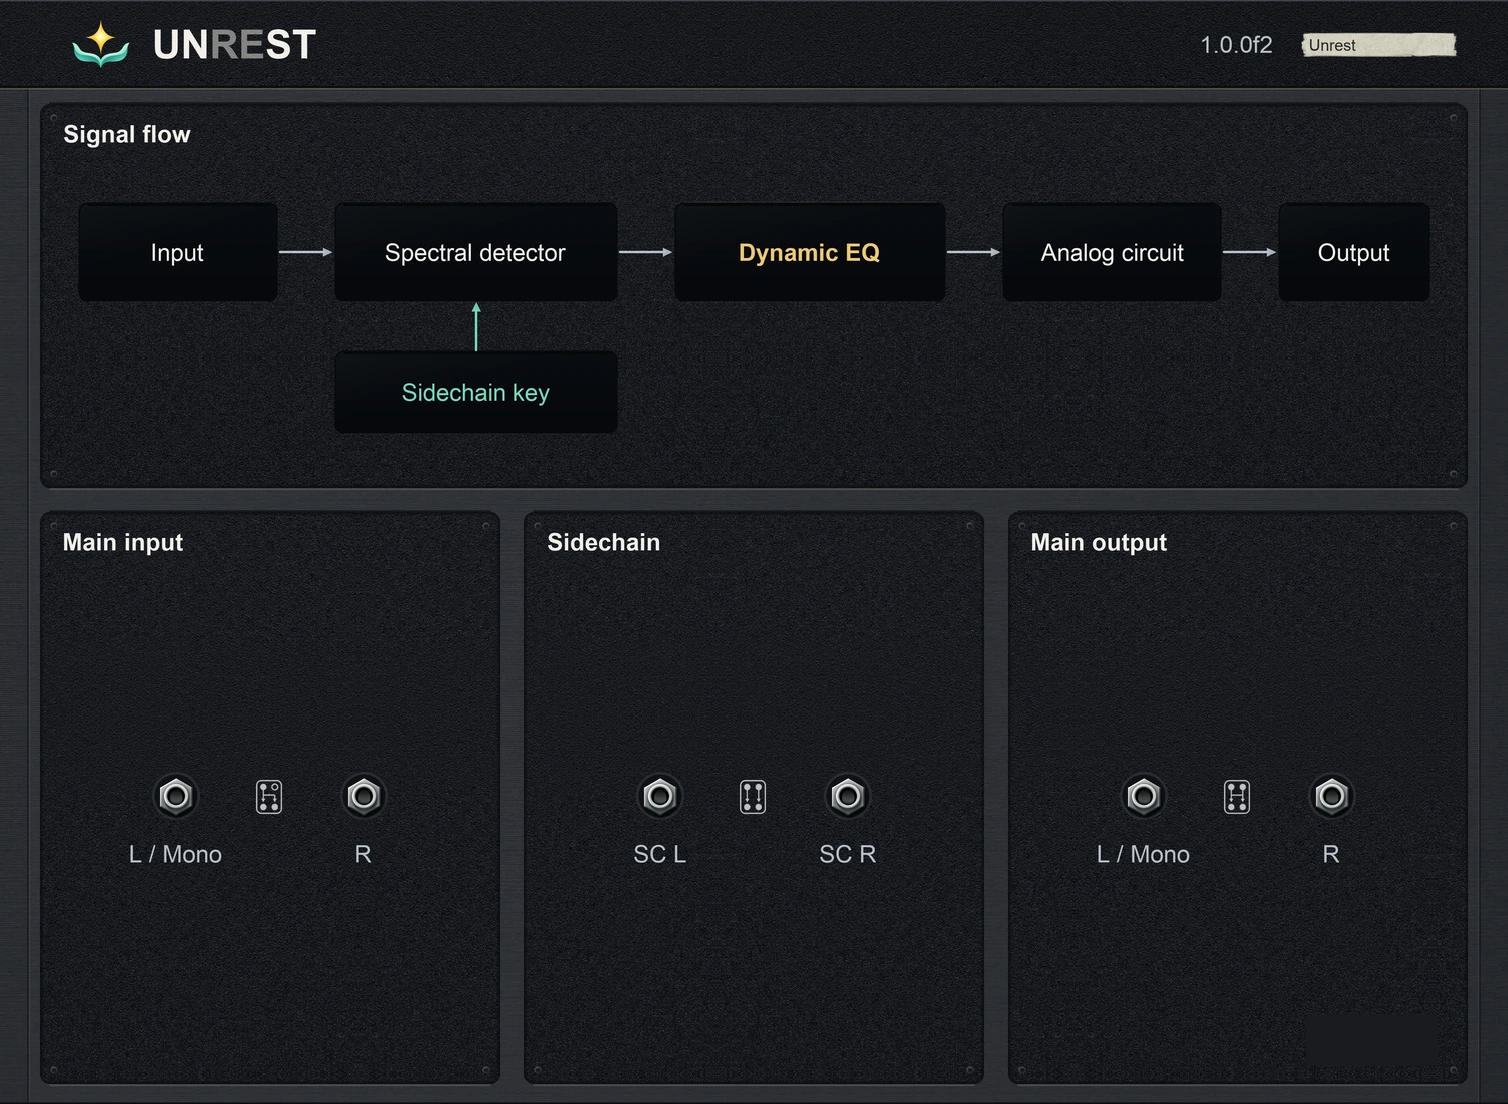 UNREST
1.0.0f2
Unrest
Signal flow
Input
Spectral detector
Dynamic EQ
Analog circuit
Output
Sidechain key
Main input
L / Mono
R
Sidechain
SC L
SC R
Main output
L / Mono
R